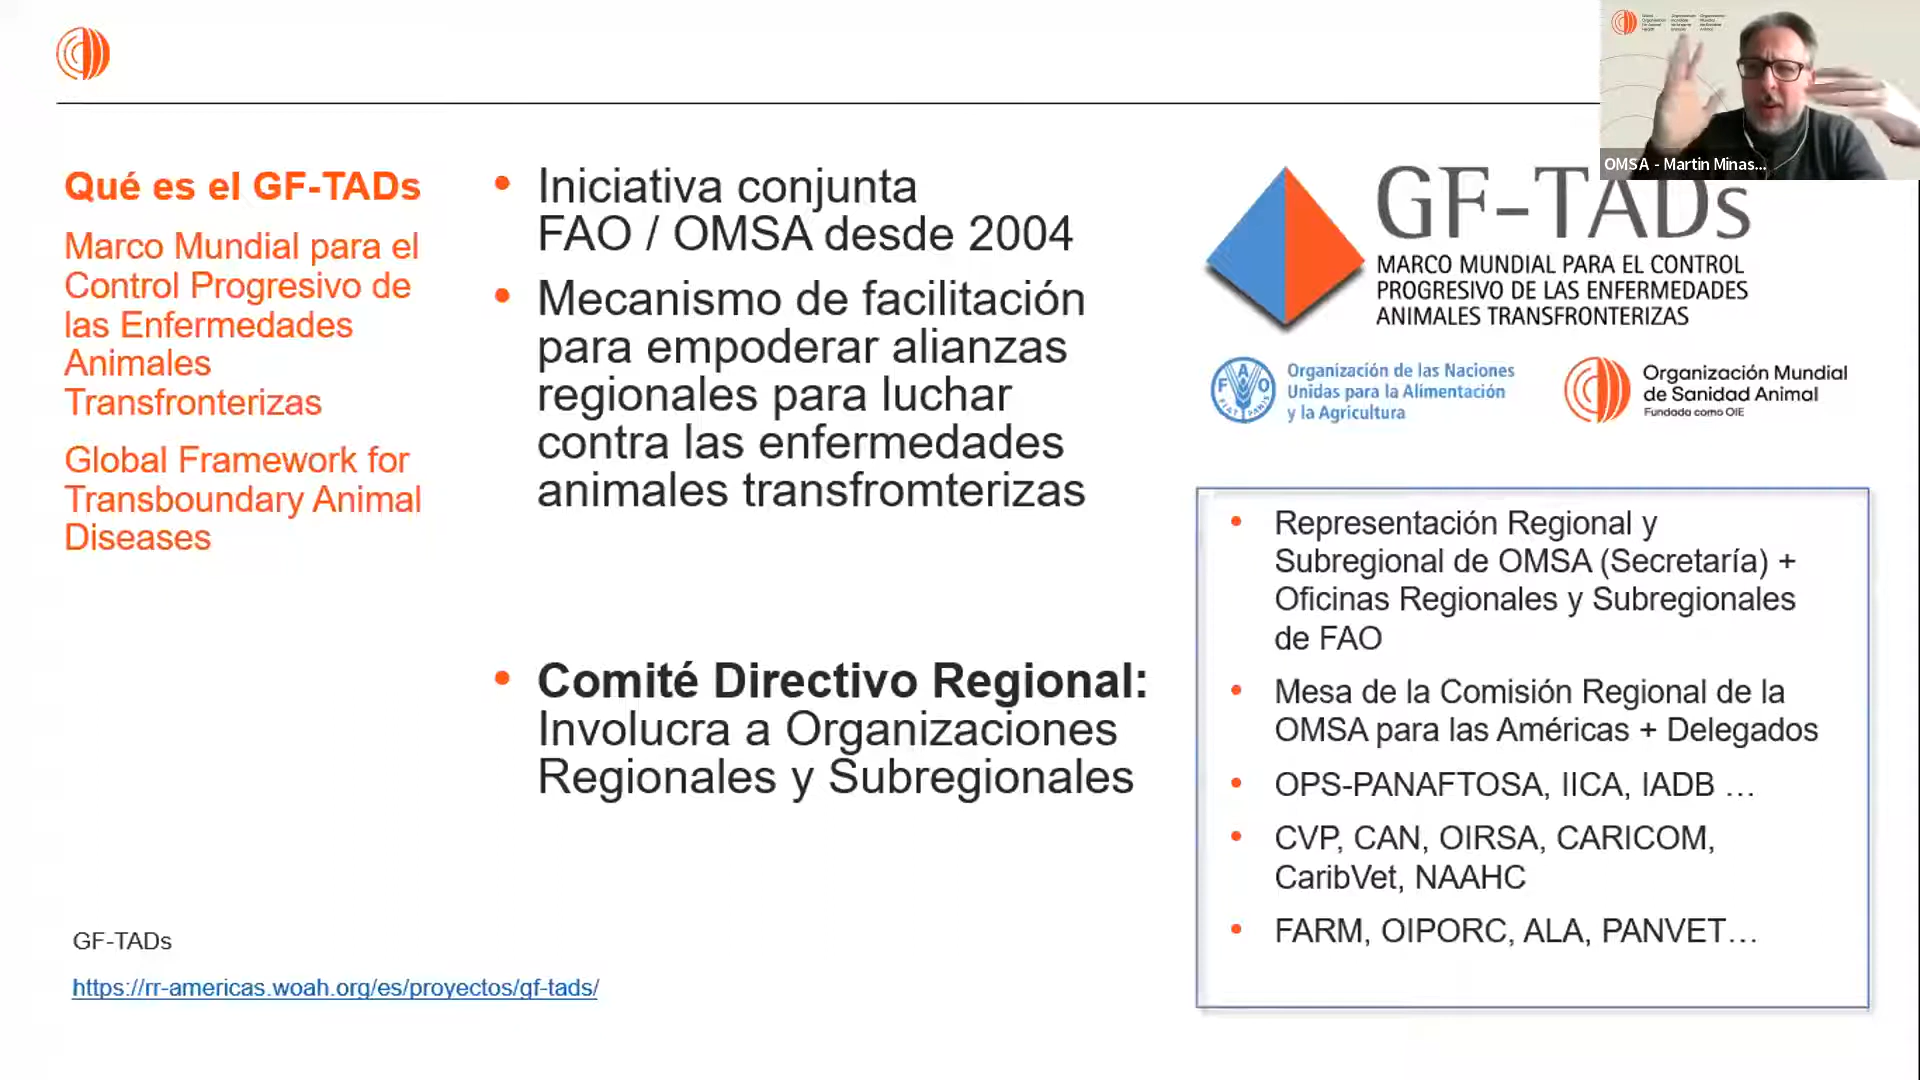 Qué es el GF-TADs
Marco Mundial para el
Control Progresivo de
las Enfermedades
Animales
Transfronterizas
Global Framework for
Transboundary Animal
Diseases
GF-TADs
https://rr-americas.woah.org/es/proyectos/gf-tads/
• Iniciativa conjunta
FAO / OMSA desde 2004
• Mecanismo de facilitación
para empoderar alianzas
regionales para luchar
contra las enfermedades
animales transfromterizas
• Comité Directivo Regional:
Involucra a Organizaciones
Regionales y Subregionales
OMSA - Martin Minas...
GF-TADs
MARCO MUNDIAL PARA EL CONTROL
PROGRESIVO DE LAS ENFERMEDADES
ANIMALES TRANSFRONTERIZAS
FAO
FIAT PANIS
Organización de las Naciones
Unidas para la Alimentación
y la Agricultura
Organización Mundial
de Sanidad Animal
Fundada como OIE
• Representación Regional y
Subregional de OMSA (Secretaría) +
Oficinas Regionales y Subregionales
de FAO
• Mesa de la Comisión Regional de la
OMSA para las Américas + Delegados
• OPS-PANAFTOSA, IICA, IADB ...
• CVP, CAN, OIRSA, CARICOM,
CaribVet, NAAHC
• FARM, OIPORC, ALA, PANVET...